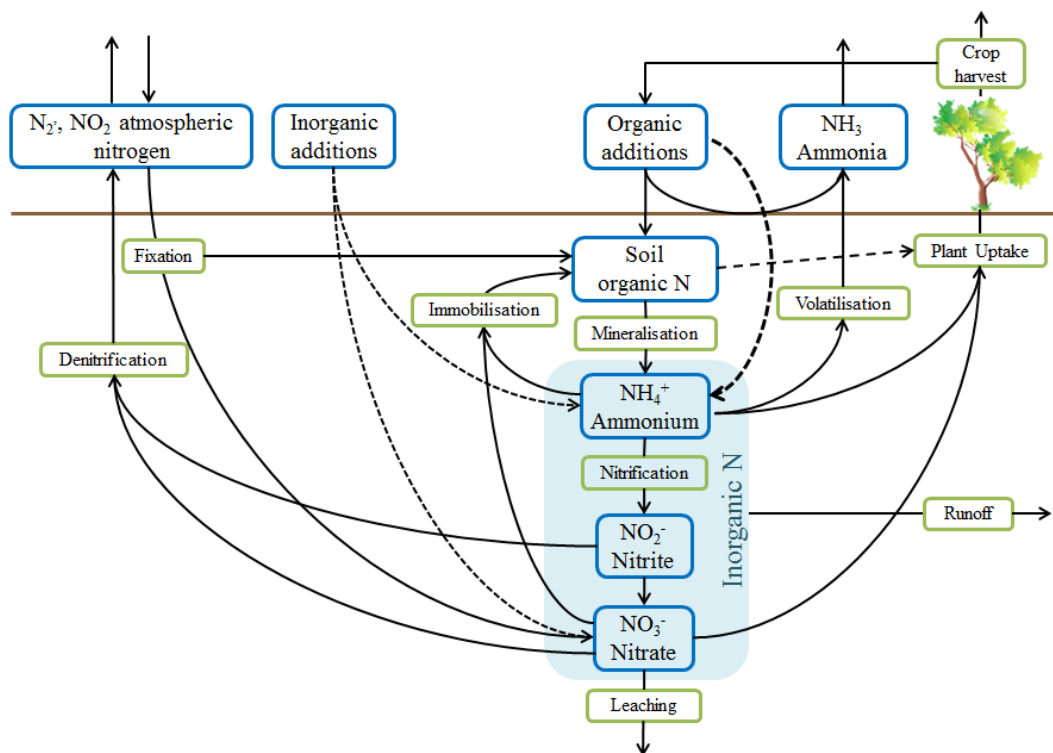 Crop
harvest
N₂, NO₂ atmospheric
nitrogen
Inorganic
additions
Organic
additions
NH₃
Ammonia
Fixation
Soil
organic N
Plant Uptake
Immobilisation
Volatilisation
Mineralisation
Denitrification
NH₄⁺
Ammonium
Nitrification
Inorganic N
Runoff
NO₂⁻
Nitrite
NO₃⁻
Nitrate
Leaching